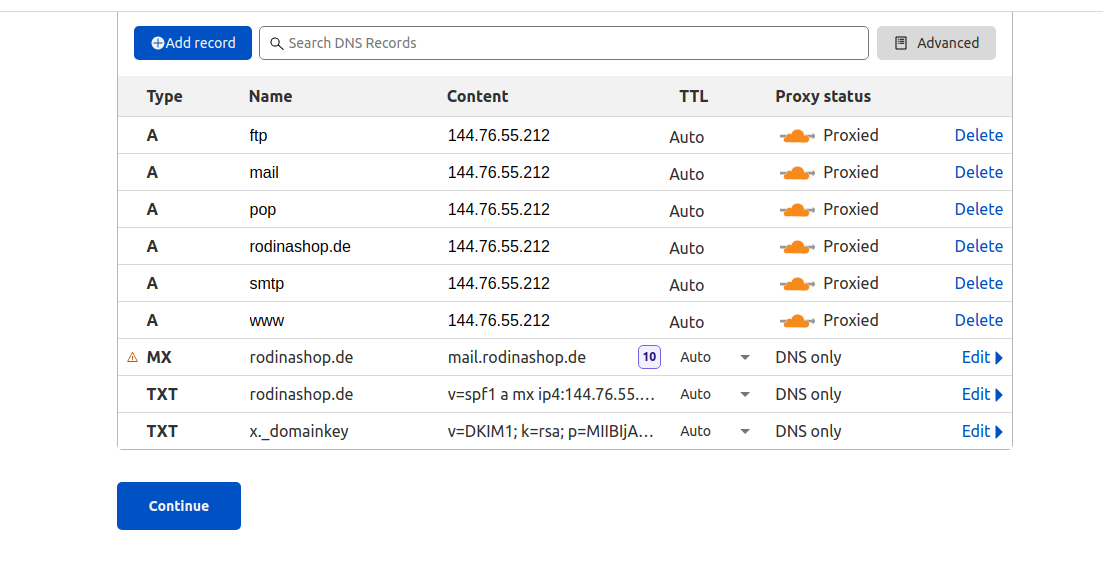 Add record Search DNS Records Advanced
Type Name Content TTL Proxy status
A ftp 144.76.55.212 Auto Proxied Delete
A mail 144.76.55.212 Auto Proxied Delete
A pop 144.76.55.212 Auto Proxied Delete
A rodinashop.de 144.76.55.212 Auto Proxied Delete
A smtp 144.76.55.212 Auto Proxied Delete
A www 144.76.55.212 Auto Proxied Delete
MX rodinashop.de mail.rodinashop.de 10 Auto DNS only Edit
TXT rodinashop.de v=spf1 a mx ip4:144.76.55.… Auto DNS only Edit
TXT x._domainkey v=DKIM1; k=rsa; p=MIIBIjA… Auto DNS only Edit
Continue